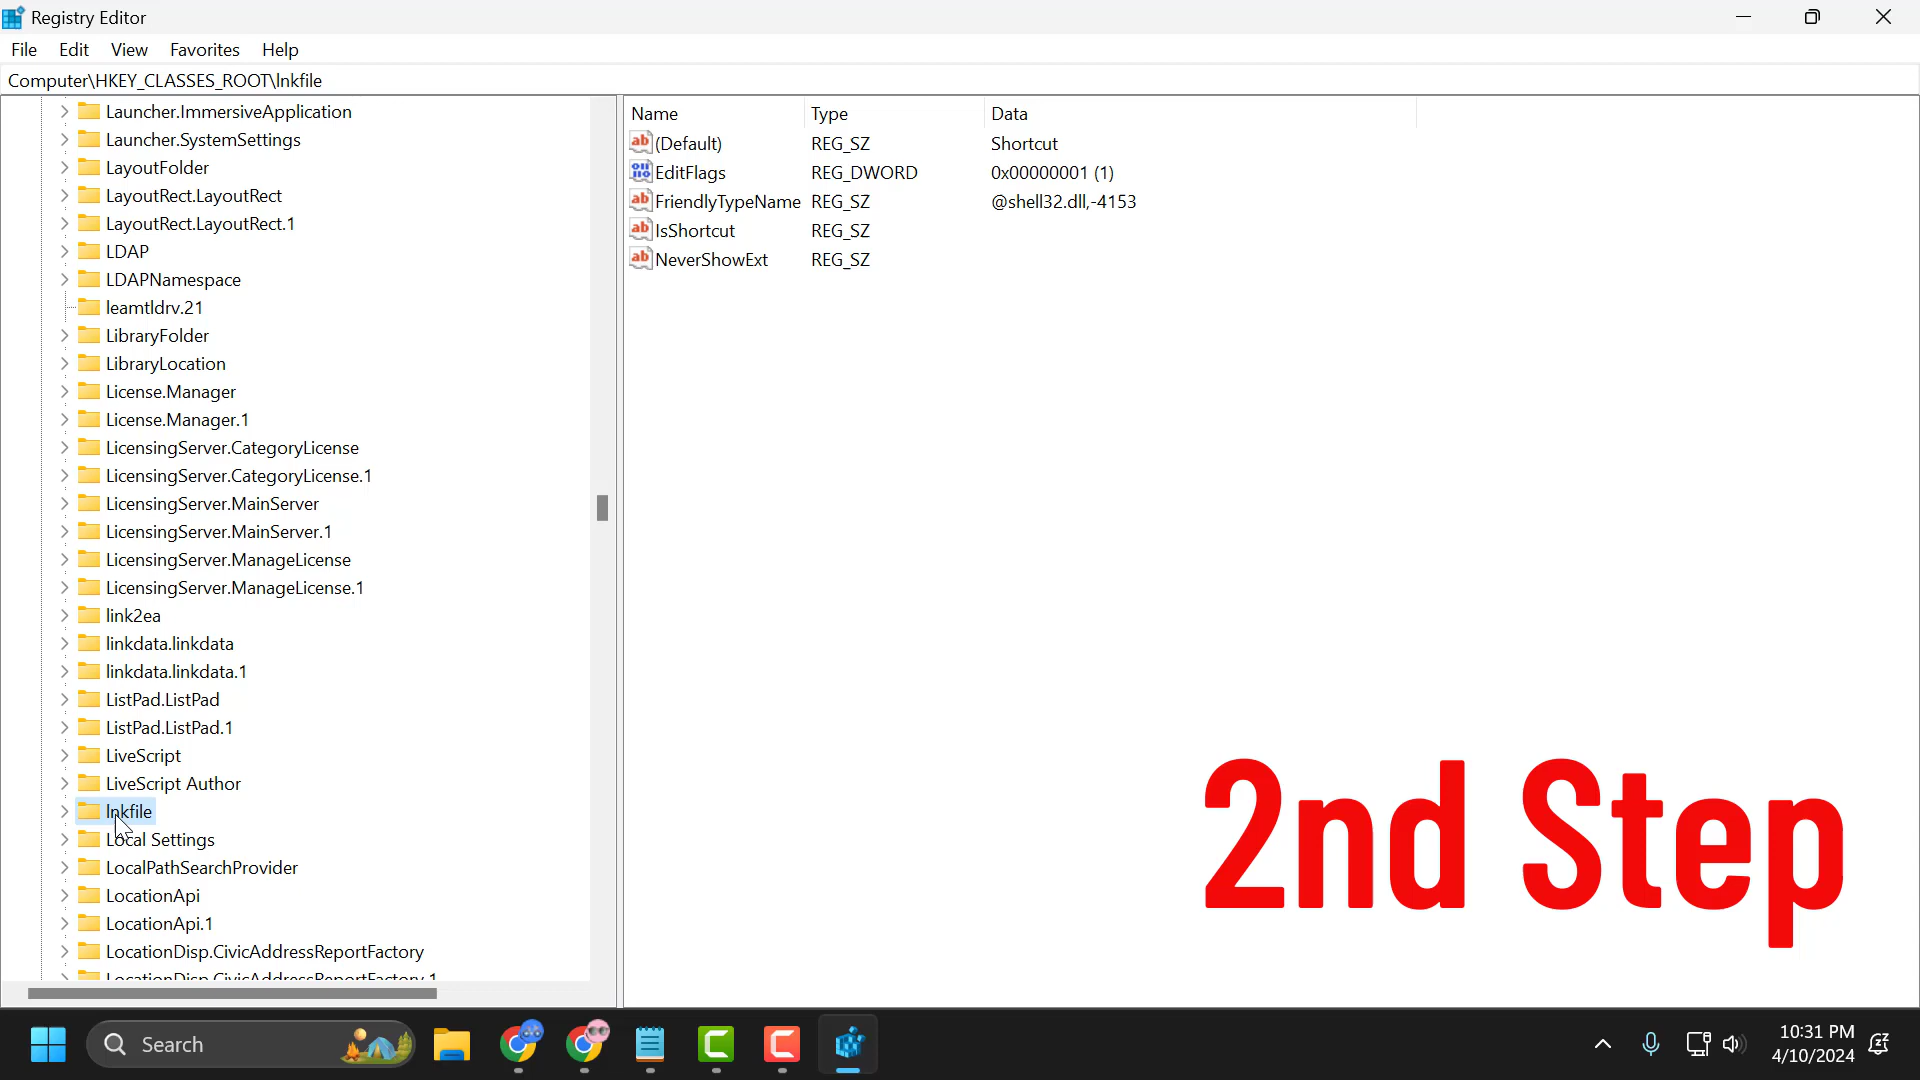 Registry Editor
File Edit View Favorites Help
Computer\HKEY_CLASSES_ROOT\lnkfile
Launcher.ImmersiveApplication
Launcher.SystemSettings
LayoutFolder
LayoutRect.LayoutRect
LayoutRect.LayoutRect.1
LDAP
LDAPNamespace
leamtldrv.21
LibraryFolder
LibraryLocation
License.Manager
License.Manager.1
LicensingServer.CategoryLicense
LicensingServer.CategoryLicense.1
LicensingServer.MainServer
LicensingServer.MainServer.1
LicensingServer.ManageLicense
LicensingServer.ManageLicense.1
link2ea
linkdata.linkdata
linkdata.linkdata.1
ListPad.ListPad
ListPad.ListPad.1
LiveScript
LiveScript Author
lnkfile
Local Settings
LocalPathSearchProvider
LocationApi
LocationApi.1
LocationDisp.CivicAddressReportFactory
LocationDisp.CivicAddressReportFactory.1
Name Type Data
(Default) REG_SZ Shortcut
EditFlags REG_DWORD 0x00000001 (1)
FriendlyTypeName REG_SZ @shell32.dll,-4153
IsShortcut REG_SZ
NeverShowExt REG_SZ
2nd Step
Search
10:31 PM
4/10/2024